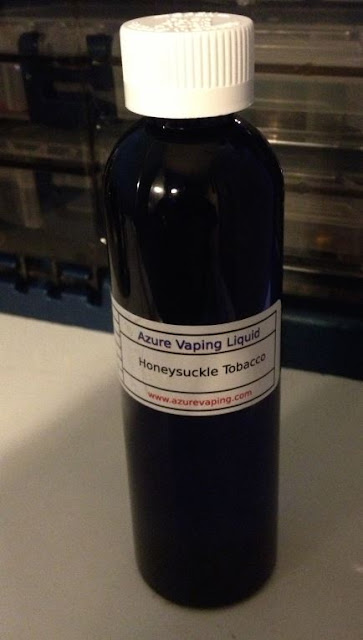 Azure Vaping Liquid
Honeysuckle Tobacco
www.azurevaping.com